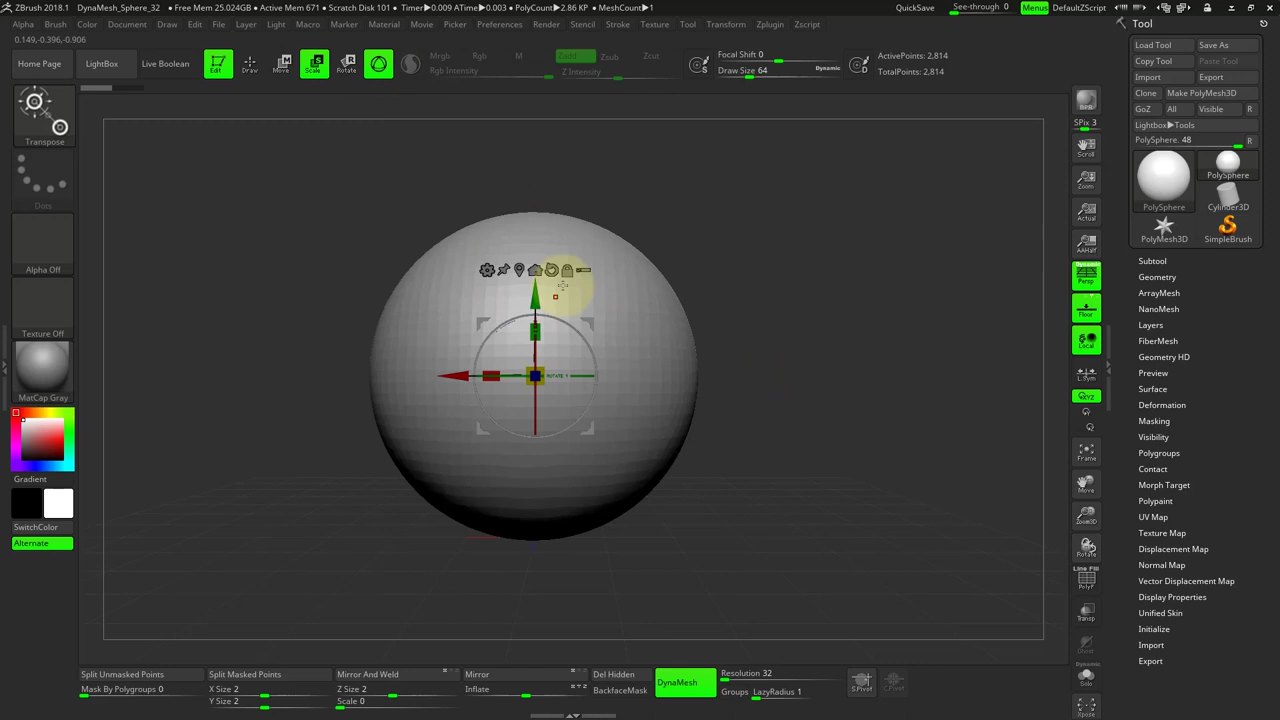 ZBrush 2018.1 DynaMesh_Sphere_32 • Free Mem 25.024GB • Active Mem 671 • Scratch Disk 101 • Timer▶0.009 ATime▶0.003 • PolyCount▶2.86 KP • MeshCount▶1 QuickSave See-through 0 Menus DefaultZScript
Alpha Brush Color Document Draw Edit File Layer Light Macro Marker Material Movie Picker Preferences Render Stencil Stroke Texture Tool Transform Zplugin Zscript
0.149,-0.396,-0.906
Home Page LightBox Live Boolean Edit Draw Move Scale Rotate
Mrgb Rgb M Zadd Zsub Zcut
Rgb Intensity Z Intensity
Focal Shift 0
Draw Size 64 Dynamic
ActivePoints: 2,814
TotalPoints: 2,814
Transpose
Dots
Alpha Off
Texture Off
MatCap Gray
Gradient
SwitchColor
Alternate
ROTATE Y
BPR
SPix 3
Scroll
Zoom
Actual
AAHalf
Dynamic
Persp
Floor
Local
L.Sym
XYZ
Frame
Move
Zoom3D
Rotate
Line Fill
PolyF
Transp
Ghost
Dynamic
Solo
Xpose
Tool
Load Tool Save As
Copy Tool Paste Tool
Import Export
Clone Make PolyMesh3D
GoZ All Visible R
Lightbox▶Tools
PolySphere. 48 R
PolySphere
PolySphere
Cylinder3D
PolyMesh3D SimpleBrush
Subtool
Geometry
ArrayMesh
NanoMesh
Layers
FiberMesh
Geometry HD
Preview
Surface
Deformation
Masking
Visibility
Polygroups
Contact
Morph Target
Polypaint
UV Map
Texture Map
Displacement Map
Normal Map
Vector Displacement Map
Display Properties
Unified Skin
Initialize
Import
Export
Split Unmasked Points Split Masked Points Mirror And Weld Mirror Del Hidden DynaMesh Resolution 32
Mask By Polygroups 0 X Size 2 Z Size 2 Inflate BackfaceMask Groups LazyRadius 1 S.Pivot C.Pivot
Y Size 2 Scale 0